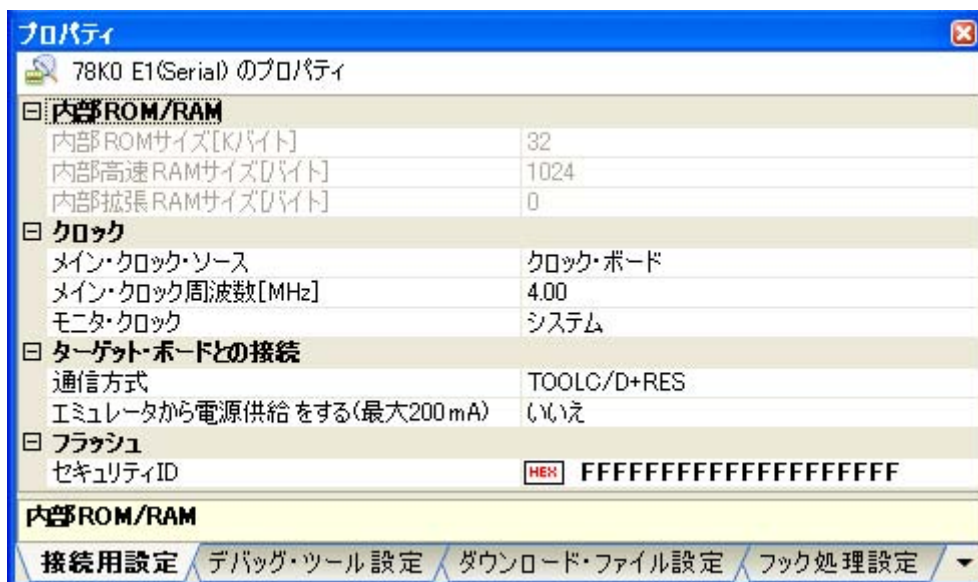 プロパティ
78K0 E1(Serial) のプロパティ
内部ROM/RAM
内部ROMサイズ[Kバイト] 32
内部高速RAMサイズ[バイト] 1024
内部拡張RAMサイズ[バイト] 0
クロック
メイン・クロック・ソース クロック・ボード
メイン・クロック周波数[MHz] 4.00
モニタ・クロック システム
ターゲット・ボードとの接続
通信方式 TOOLC/D+RES
エミュレータから電源供給をする(最大200mA) いいえ
フラッシュ
セキュリティID HEX FFFFFFFFFFFFFFFFFFFF
内部ROM/RAM
接続用設定 デバッグ・ツール設定 ダウンロード・ファイル設定 フック処理設定